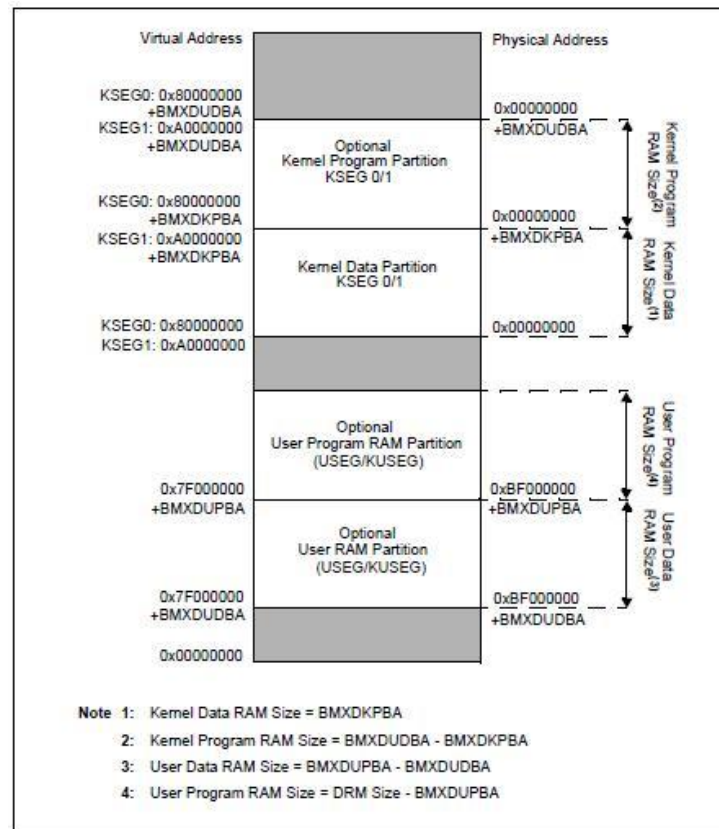 Virtual Address
Physical Address
KSEG0: 0x80000000
+BMXDUDBA
KSEG1: 0xA0000000
+BMXDUDBA
0x00000000
+BMXDUDBA
Optional
Kernel Program Partition
KSEG 0/1
Kernel Program
RAM Size(2)
KSEG0: 0x80000000
+BMXDKPBA
KSEG1: 0xA0000000
+BMXDKPBA
0x00000000
+BMXDKPBA
Kernel Data Partition
KSEG 0/1
Kernel Data
RAM Size(1)
KSEG0: 0x80000000
KSEG1: 0xA0000000
0x00000000
Optional
User Program RAM Partition
(USEG/KUSEG)
User Program
RAM Size(4)
0x7F000000
+BMXDUPBA
0xBF000000
+BMXDUPBA
Optional
User RAM Partition
(USEG/KUSEG)
User Data
RAM Size(3)
0x7F000000
+BMXDUDBA
0xBF000000
+BMXDUDBA
0x00000000
Note 1: Kernel Data RAM Size = BMXDKPBA
2: Kernel Program RAM Size = BMXDUDBA - BMXDKPBA
3: User Data RAM Size = BMXDUPBA - BMXDUDBA
4: User Program RAM Size = DRM Size - BMXDUPBA